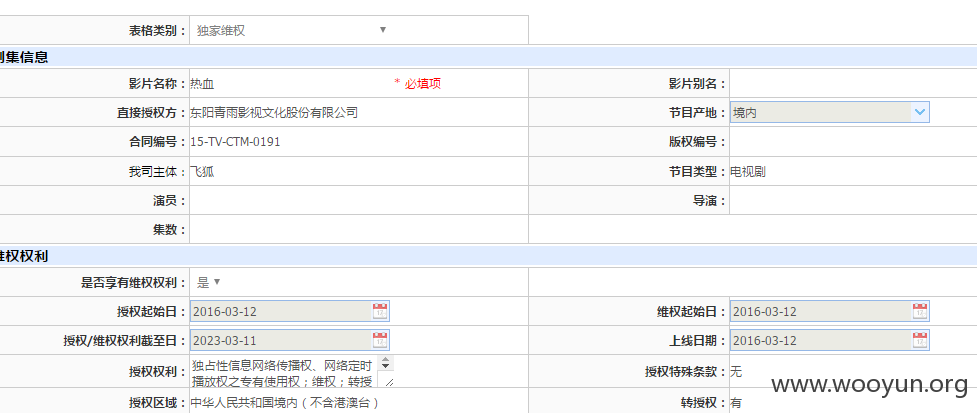 表格类别： 独家维权 ▼
剧集信息
影片名称： 热血 * 必填项 影片别名：
直接授权方： 东阳青雨影视文化股份有限公司 节目产地： 境内
合同编号： 15-TV-CTM-0191 版权编号：
我司主体： 飞狐 节目类型： 电视剧
演员： 导演：
集数：
维权权利
是否享有维权权利： 是 ▼
授权起始日： 2016-03-12 维权起始日： 2016-03-12
授权/维权权利截至日： 2023-03-11 上线日期： 2016-03-12
授权权利： 独占性信息网络传播权、网络定时 授权特殊条款： 无
播放权之专有使用权；维权；转授
授权区域： 中华人民共和国境内（不含港澳台） 转授权： 有
www.wooyun.org